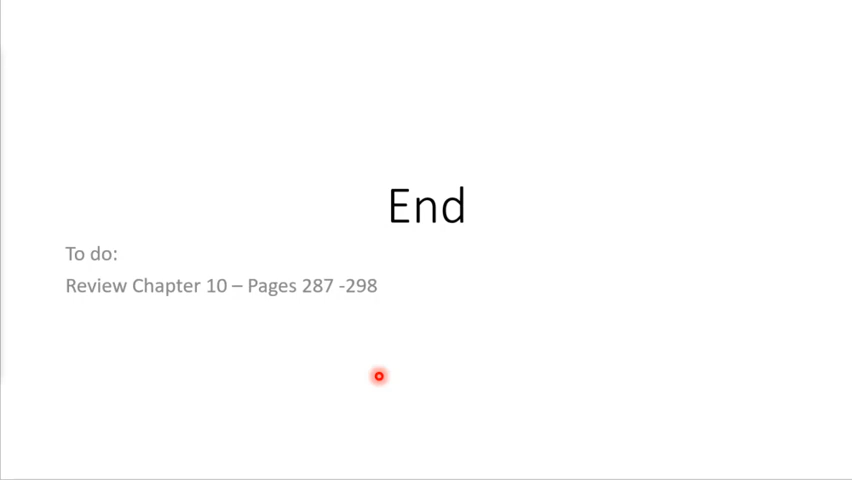 End
To do:
Review Chapter 10 – Pages 287 -298